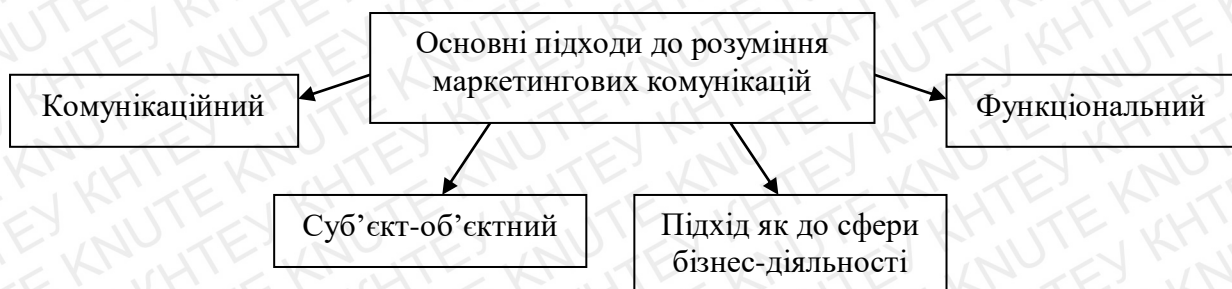 Основні підходи до розуміння
маркетингових комунікацій
Комунікаційний
Функціональний
Суб’єкт-об’єктний
Підхід як до сфери
бізнес-діяльності